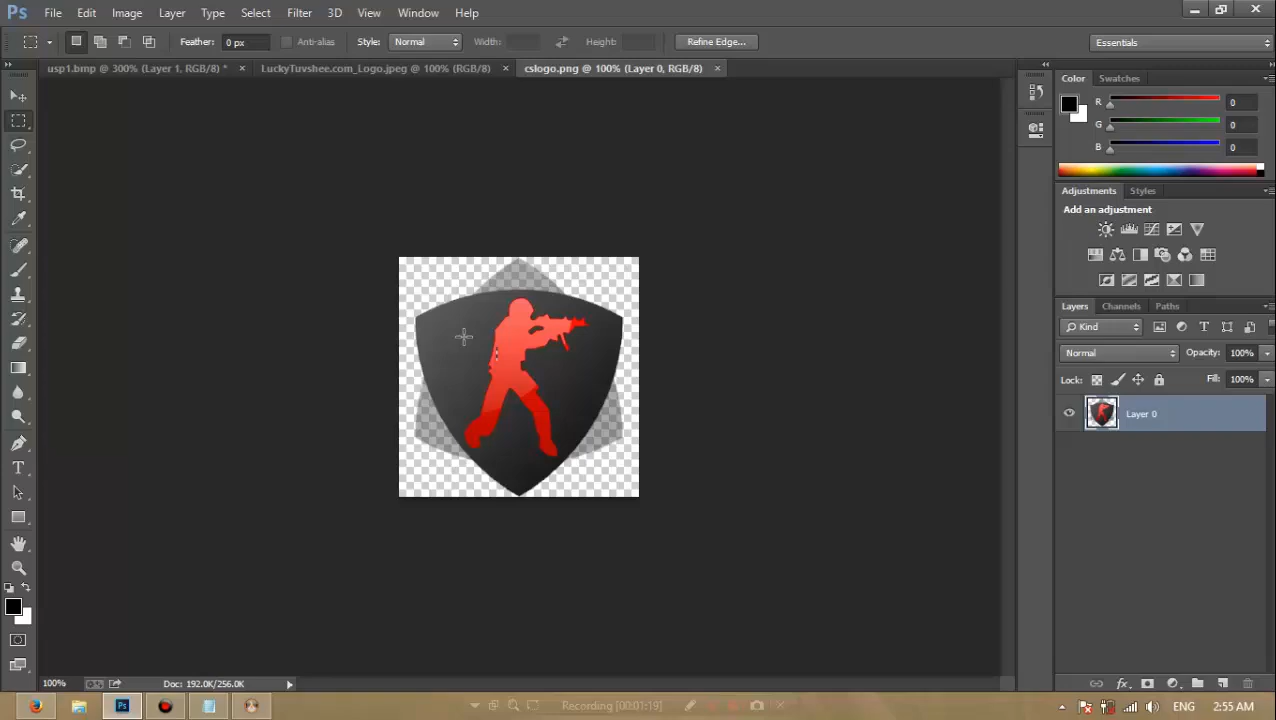 Ps File Edit Image Layer Type Select Filter 3D View Window Help
Feather: 0 px Anti-alias Style: Normal Width: Height: Refine Edge... Essentials
usp1.bmp @ 300% (Layer 1, RGB/8) * × LuckyTuvshee.com_Logo.jpeg @ 100% (RGB/8) × cslogo.png @ 100% (Layer 0, RGB/8) ×
Color Swatches
R 0
G 0
B 0
Adjustments Styles
Add an adjustment
Layers Channels Paths
Kind
Normal Opacity: 100%
Lock: Fill: 100%
Layer 0
100% Doc: 192.0K/256.0K
Ps Recording [00:01:19] ENG 2:55 AM